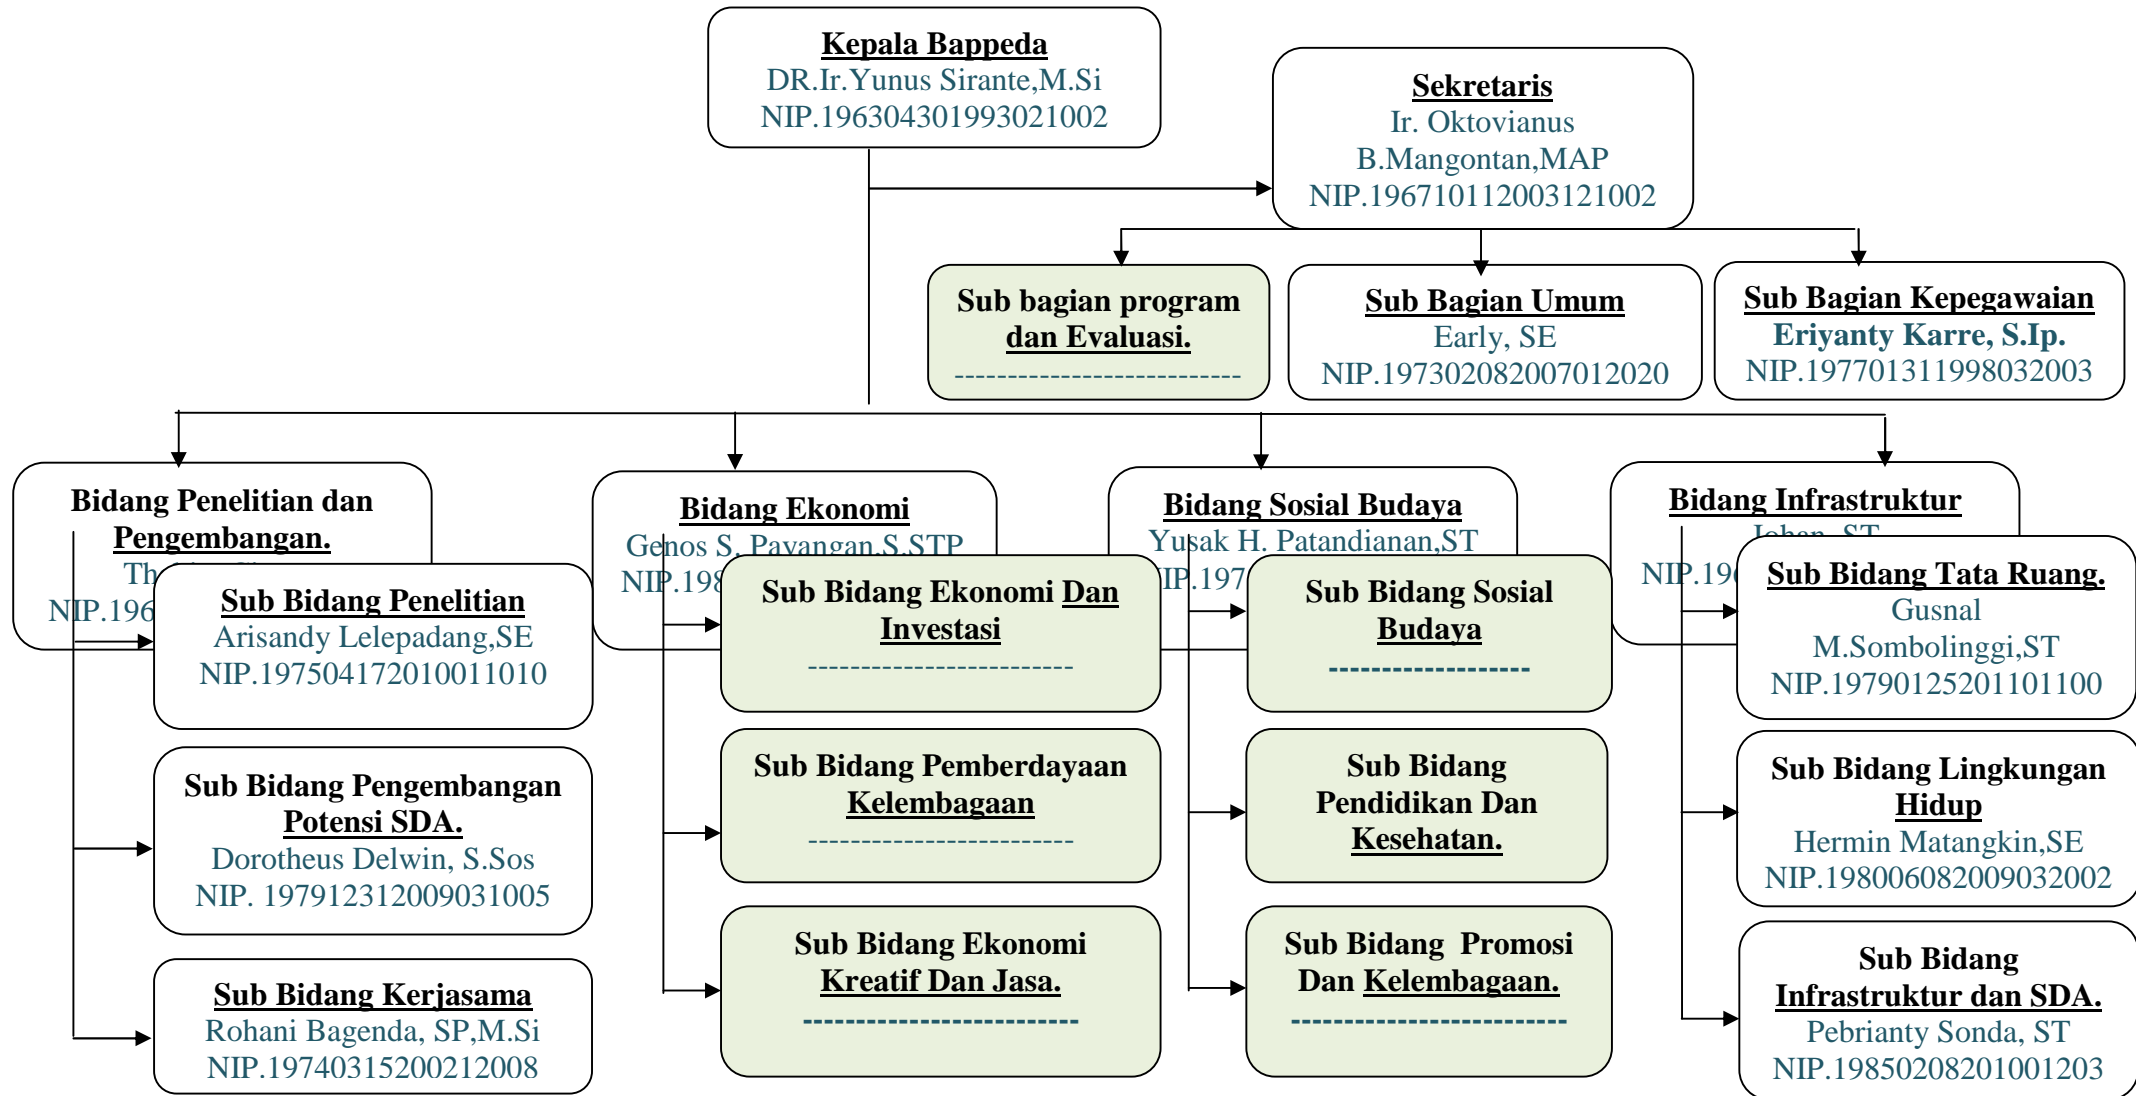 Kepala Bappeda
DR.Ir.Yunus Sirante,M.Si
NIP.196304301993021002
Sekretaris
Ir. Oktovianus
B.Mangontan,MAP
NIP.196710112003121002
Sub bagian program
dan Evaluasi.
---------------------------
Sub Bagian Umum
Early, SE
NIP.197302082007012020
Sub Bagian Kepegawaian
Eriyanty Karre, S.Ip.
NIP.197701311998032003
Bidang Penelitian dan
Pengembangan.
NIP.196
Sub Bidang Penelitian
Arisandy Lelepadang,SE
NIP.197504172010011010
Sub Bidang Pengembangan
Potensi SDA.
Dorotheus Delwin, S.Sos
NIP. 197912312009031005
Sub Bidang Kerjasama
Rohani Bagenda, SP,M.Si
NIP.19740315200212008
Bidang Ekonomi
Genos S. Payangan,S.STP
NIP.198
Sub Bidang Ekonomi Dan
Investasi
-------------------------
Sub Bidang Pemberdayaan
Kelembagaan
-------------------------
Sub Bidang Ekonomi
Kreatif Dan Jasa.
--------------------------
Bidang Sosial Budaya
Yusak H. Patandianan,ST
NIP.197
Sub Bidang Sosial
Budaya
-------------------
Sub Bidang
Pendidikan Dan
Kesehatan.
Sub Bidang Promosi
Dan Kelembagaan.
--------------------------
Bidang Infrastruktur
Johan, ST
NIP.196
Sub Bidang Tata Ruang.
Gusnal
M.Sombolinggi,ST
NIP.19790125201101100
Sub Bidang Lingkungan
Hidup
Hermin Matangkin,SE
NIP.198006082009032002
Sub Bidang
Infrastruktur dan SDA.
Pebrianty Sonda, ST
NIP.19850208201001203